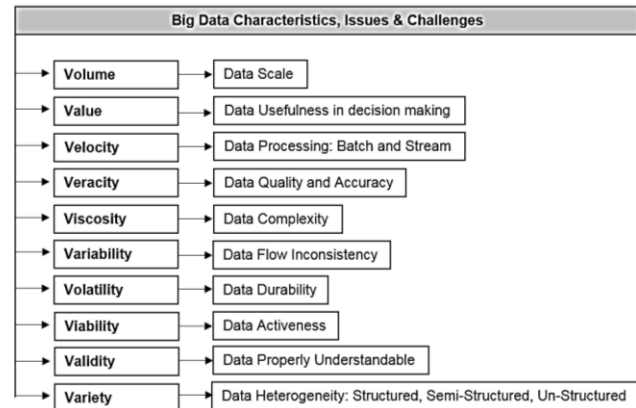 Big Data Characteristics, Issues & Challenges
Volume Data Scale
Value Data Usefulness in decision making
Velocity Data Processing: Batch and Stream
Veracity Data Quality and Accuracy
Viscosity Data Complexity
Variability Data Flow Inconsistency
Volatility Data Durability
Viability Data Activeness
Validity Data Properly Understandable
Variety Data Heterogeneity: Structured, Semi-Structured, Un-Structured